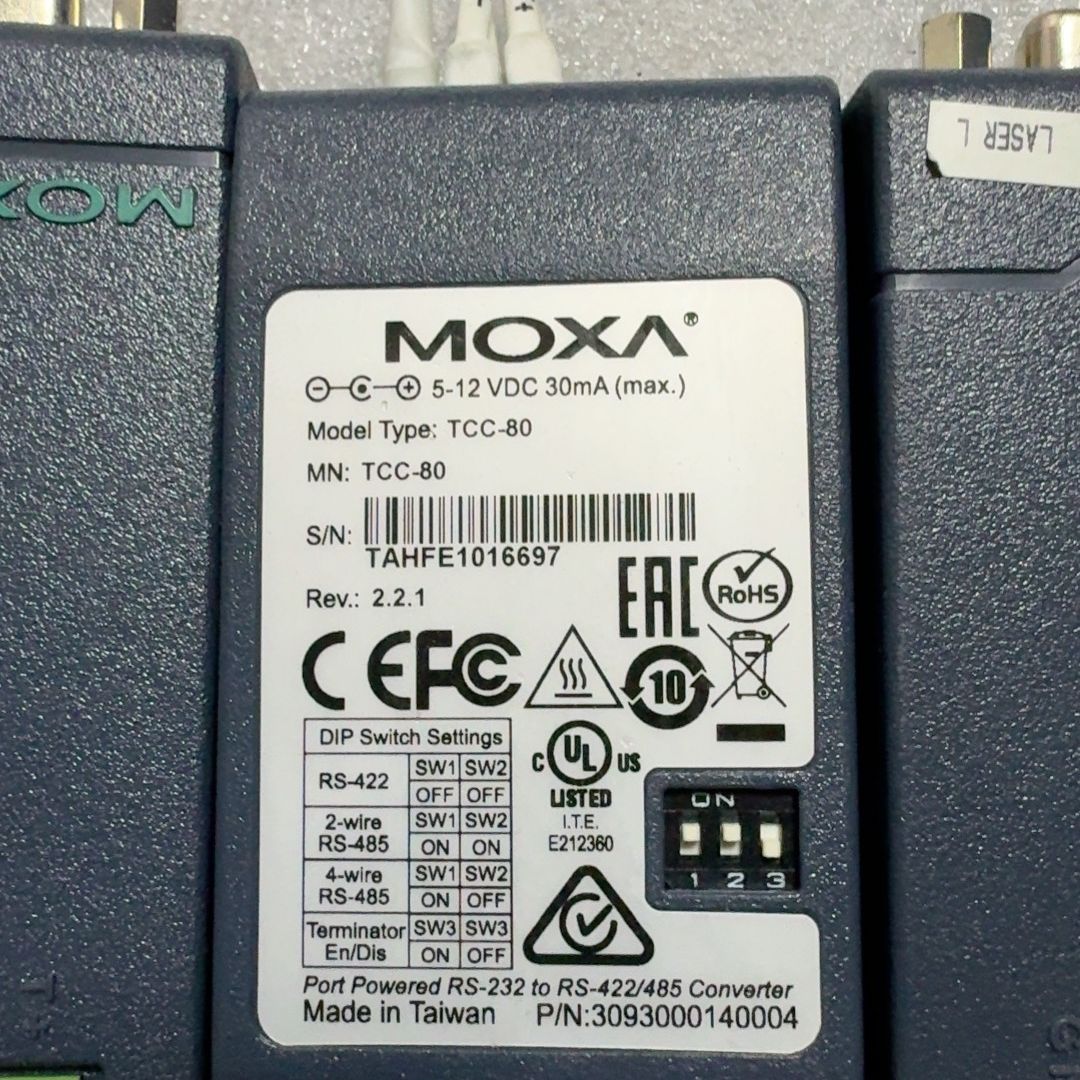 LASER L
MOX
MOXA®
5-12 VDC 30mA (max.)
Model Type: TCC-80
MN: TCC-80
S/N:
TAHFE1016697
Rev.: 2.2.1
EAC
RoHS
CE FC
10
DIP Switch Settings
RS-422 SW1 SW2
OFF OFF
2-wire RS-485 SW1 SW2
ON ON
4-wire RS-485 SW1 SW2
ON OFF
Terminator En/Dis SW3 SW3
ON OFF
C UL US
LISTED
I.T.E.
E212360
ON
1 2 3
Port Powered RS-232 to RS-422/485 Converter
Made in Taiwan P/N:3093000140004